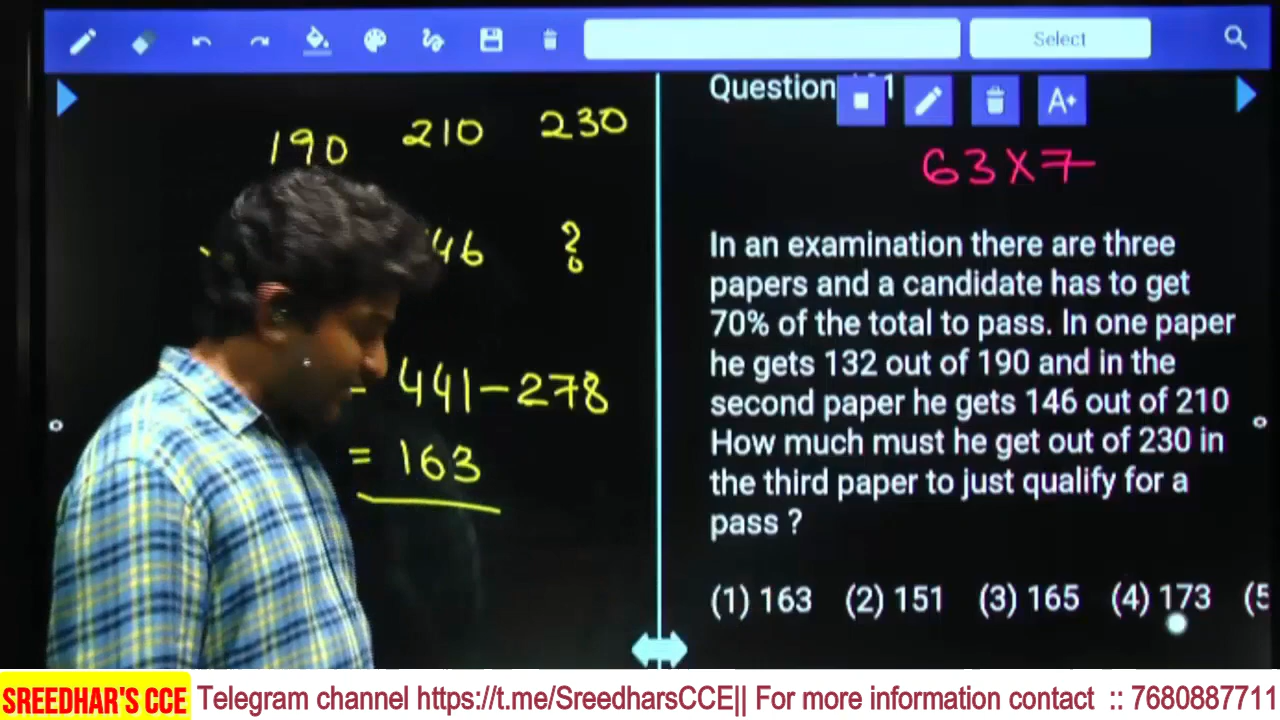 Select
190 210 230
46 ?
- 441 - 278
= 163
Question
63 X 7
In an examination there are three
papers and a candidate has to get
70% of the total to pass. In one paper
he gets 132 out of 190 and in the
second paper he gets 146 out of 210
How much must he get out of 230 in
the third paper to just qualify for a
pass ?
(1) 163 (2) 151 (3) 165 (4) 173 (5
SREEDHAR'S CCE Telegram channel https://t.me/SreedharsCCE|| For more information contact :: 7680887711